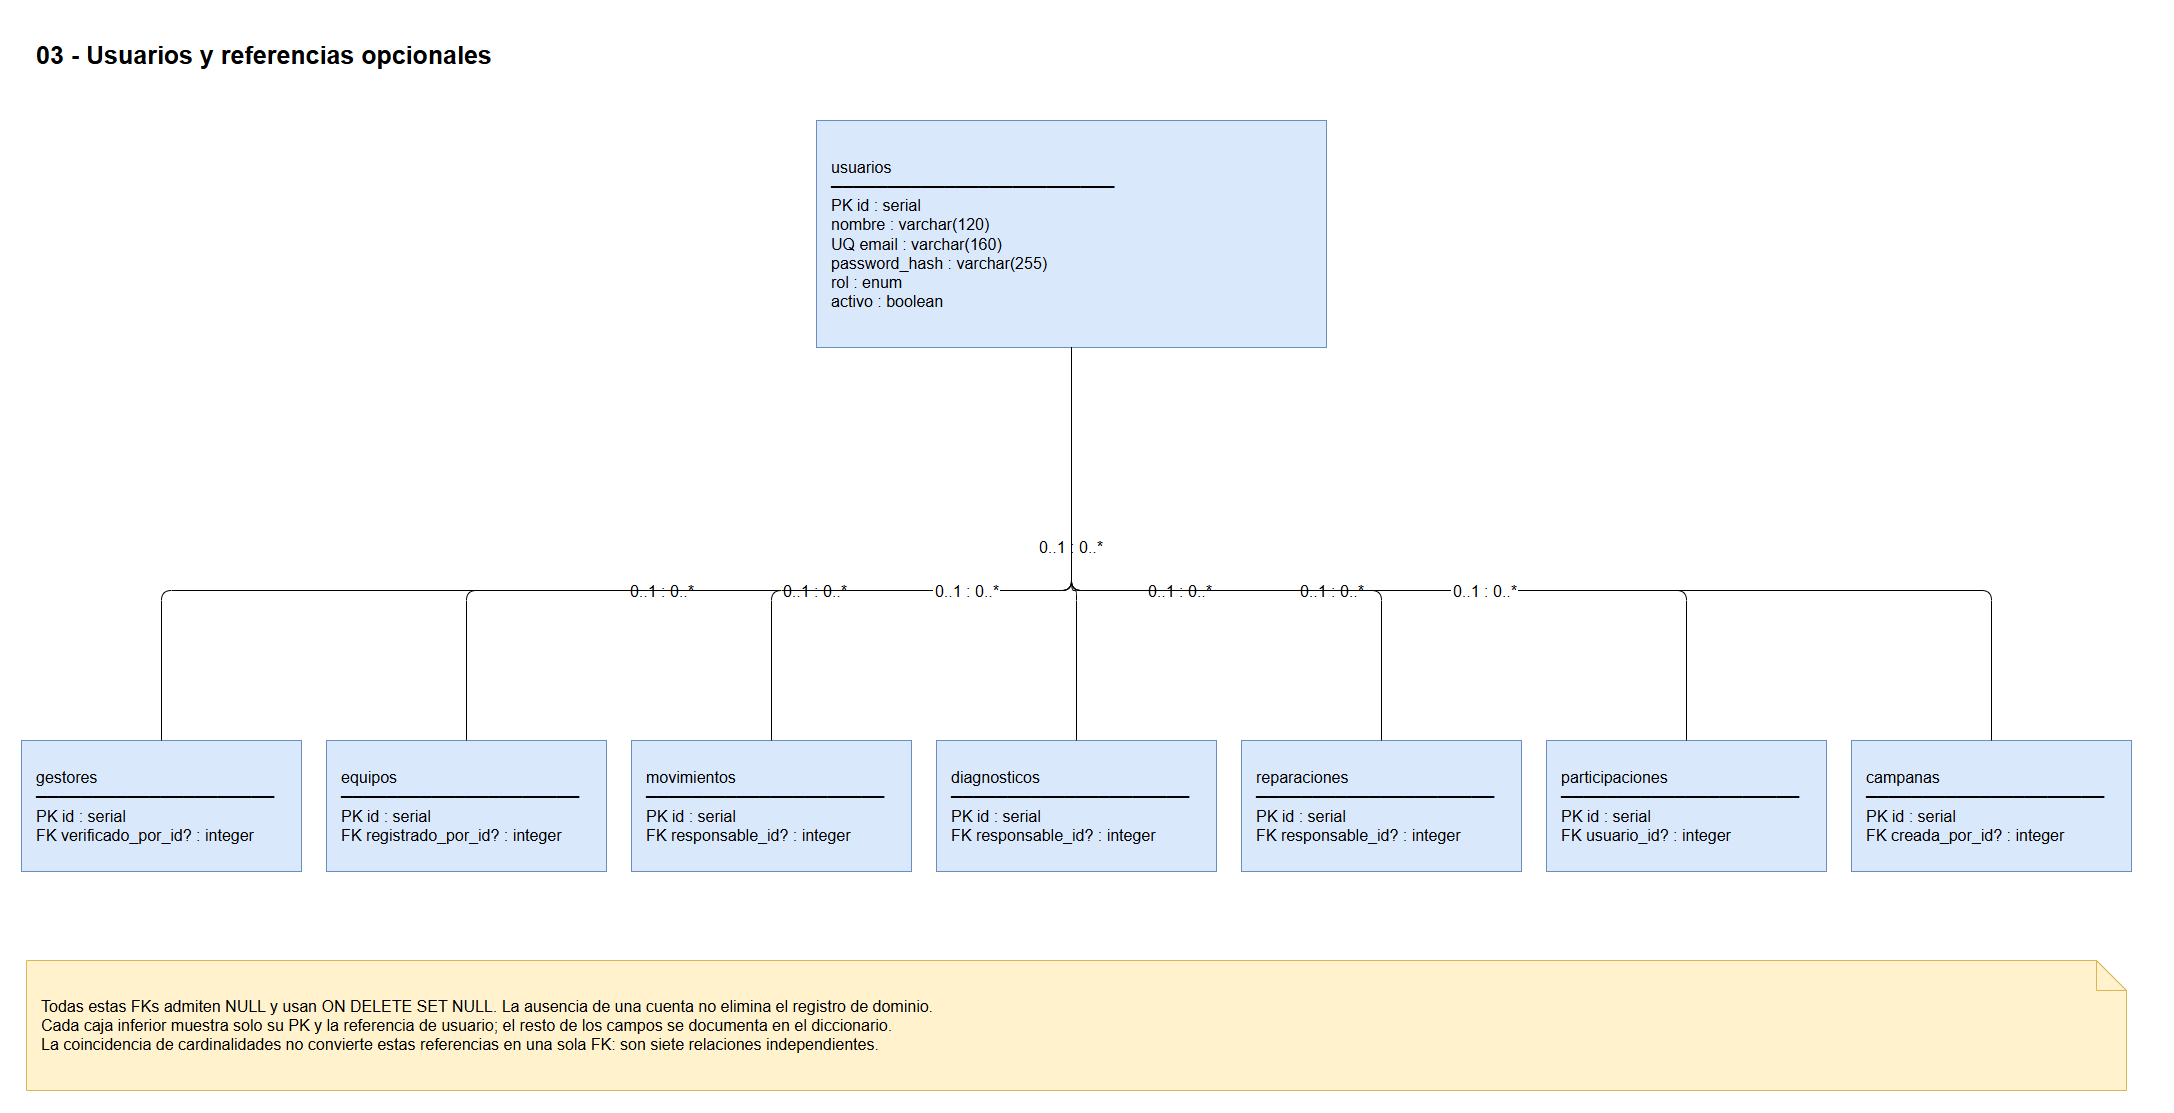 03 - Usuarios y referencias opcionales
usuarios
PK id : serial
nombre : varchar(120)
UQ email : varchar(160)
password_hash : varchar(255)
rol : enum
activo : boolean
0..1 : 0..*
0..1 : 0..*
0..1 : 0..*
0..1 : 0..*
0..1 : 0..*
0..1 : 0..*
0..1 : 0..*
gestores
PK id : serial
FK verificado_por_id? : integer
equipos
PK id : serial
FK registrado_por_id? : integer
movimientos
PK id : serial
FK responsable_id? : integer
diagnosticos
PK id : serial
FK responsable_id? : integer
reparaciones
PK id : serial
FK responsable_id? : integer
participaciones
PK id : serial
FK usuario_id? : integer
campanas
PK id : serial
FK creada_por_id? : integer
Todas estas FKs admiten NULL y usan ON DELETE SET NULL. La ausencia de una cuenta no elimina el registro de dominio.
Cada caja inferior muestra solo su PK y la referencia de usuario; el resto de los campos se documenta en el diccionario.
La coincidencia de cardinalidades no convierte estas referencias en una sola FK: son siete relaciones independientes.